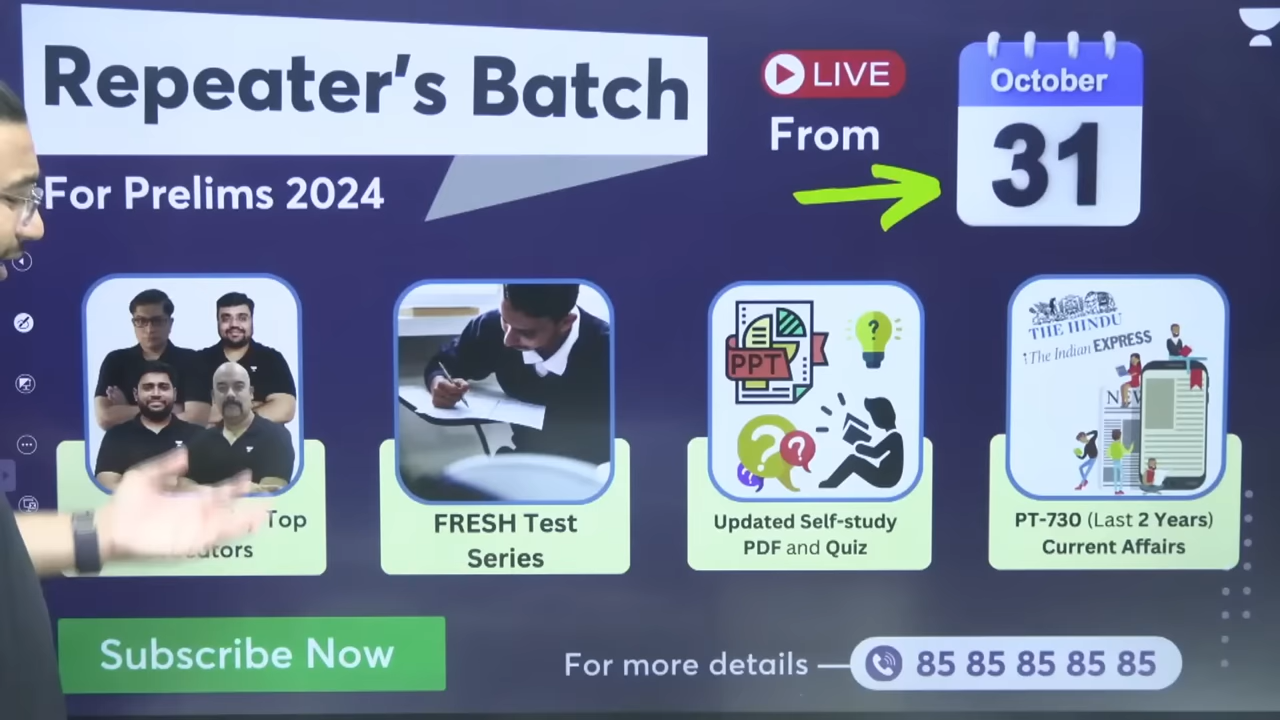 Repeater's Batch
For Prelims 2024
LIVE
From
October
31
Top
FRESH Test
Series
PPT
Updated Self-study
PDF and Quiz
THE HINDU
The Indian EXPRESS
PT-730 (Last 2 Years)
Current Affairs
Subscribe Now
For more details
85 85 85 85 85